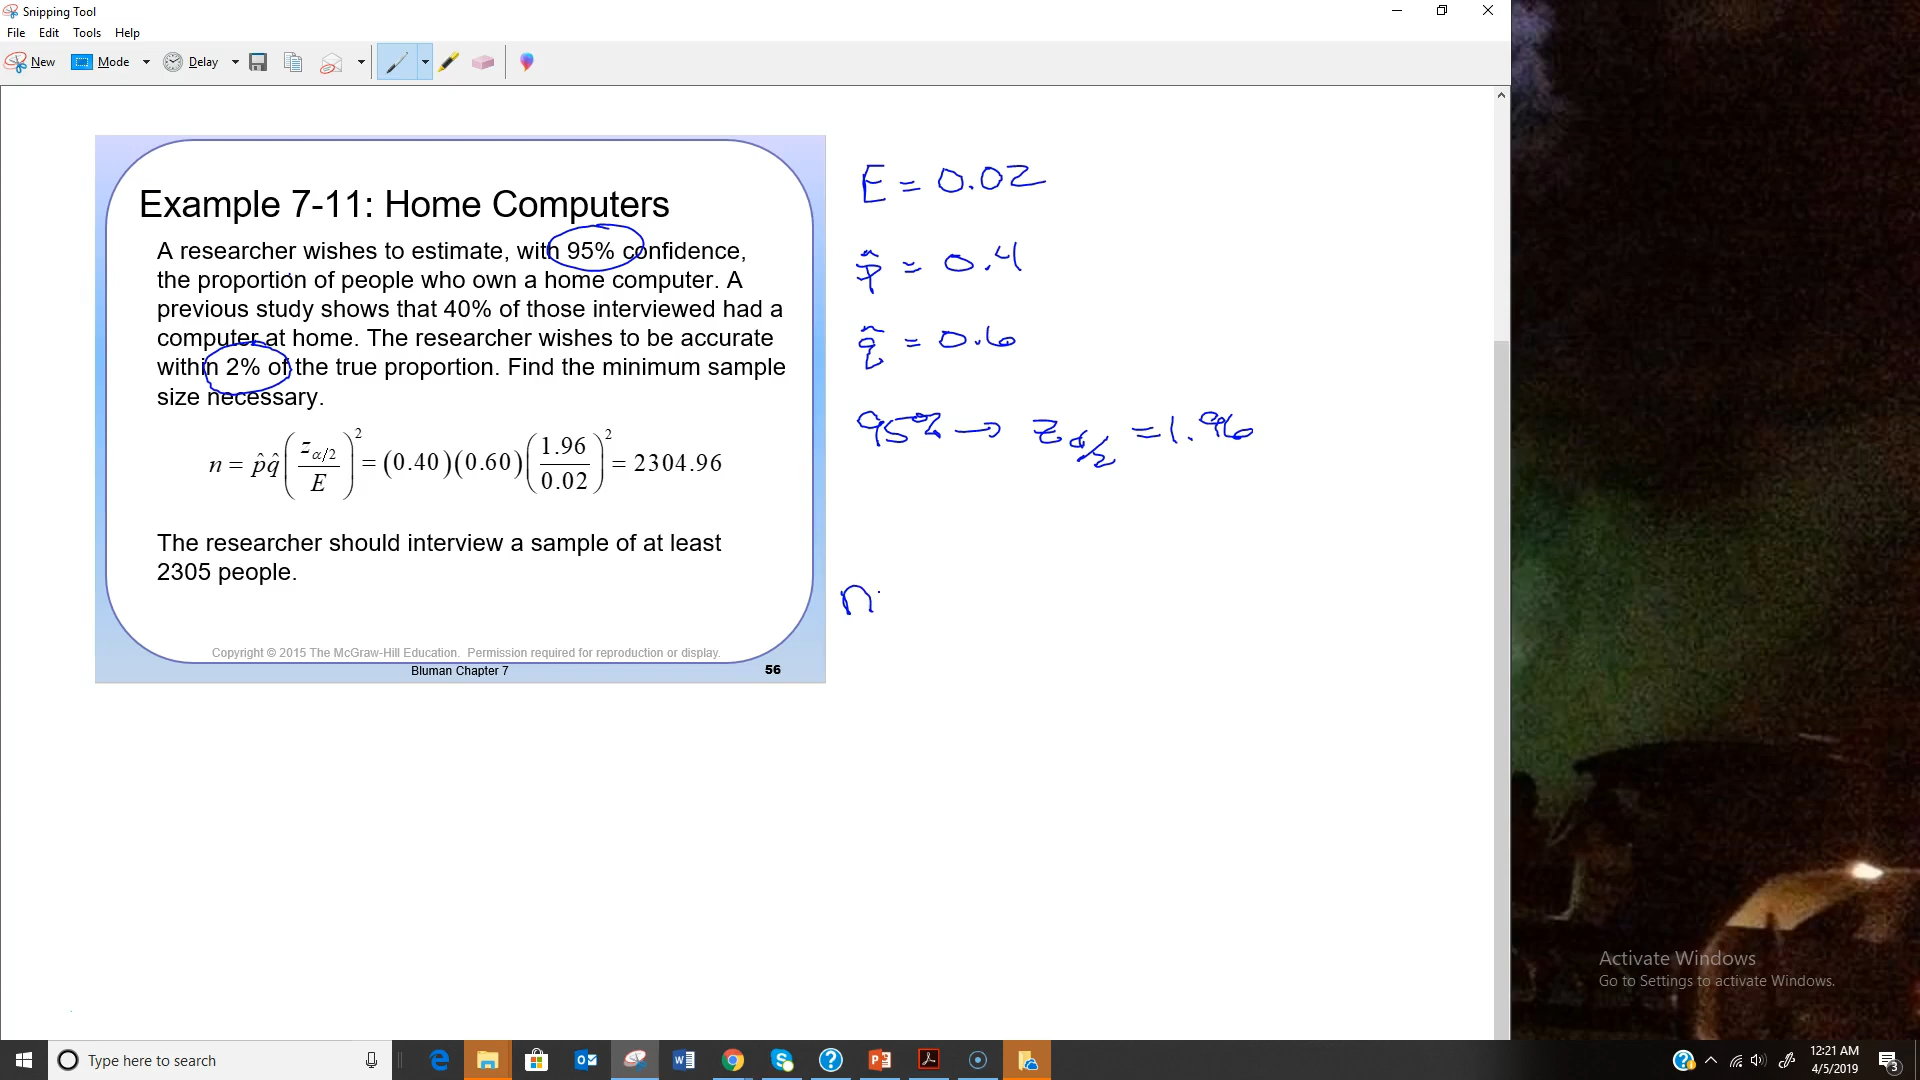 Snipping Tool
File Edit Tools Help
New Mode Delay
Example 7-11: Home Computers
A researcher wishes to estimate, with 95% confidence,
the proportion of people who own a home computer. A
previous study shows that 40% of those interviewed had a
computer at home. The researcher wishes to be accurate
within 2% of the true proportion. Find the minimum sample
size necessary.
n = p̂q̂(z_{α/2}/E)² = (0.40)(0.60)(1.96/0.02)² = 2304.96
The researcher should interview a sample of at least
2305 people.
Copyright © 2015 The McGraw-Hill Education. Permission required for reproduction or display.
Bluman Chapter 7
56
E = 0.02
p̂ = 0.4
q̂ = 0.6
95% → z_{α/2} = 1.96
n
Activate Windows
Go to Settings to activate Windows.
Type here to search
12:21 AM
4/5/2019
3